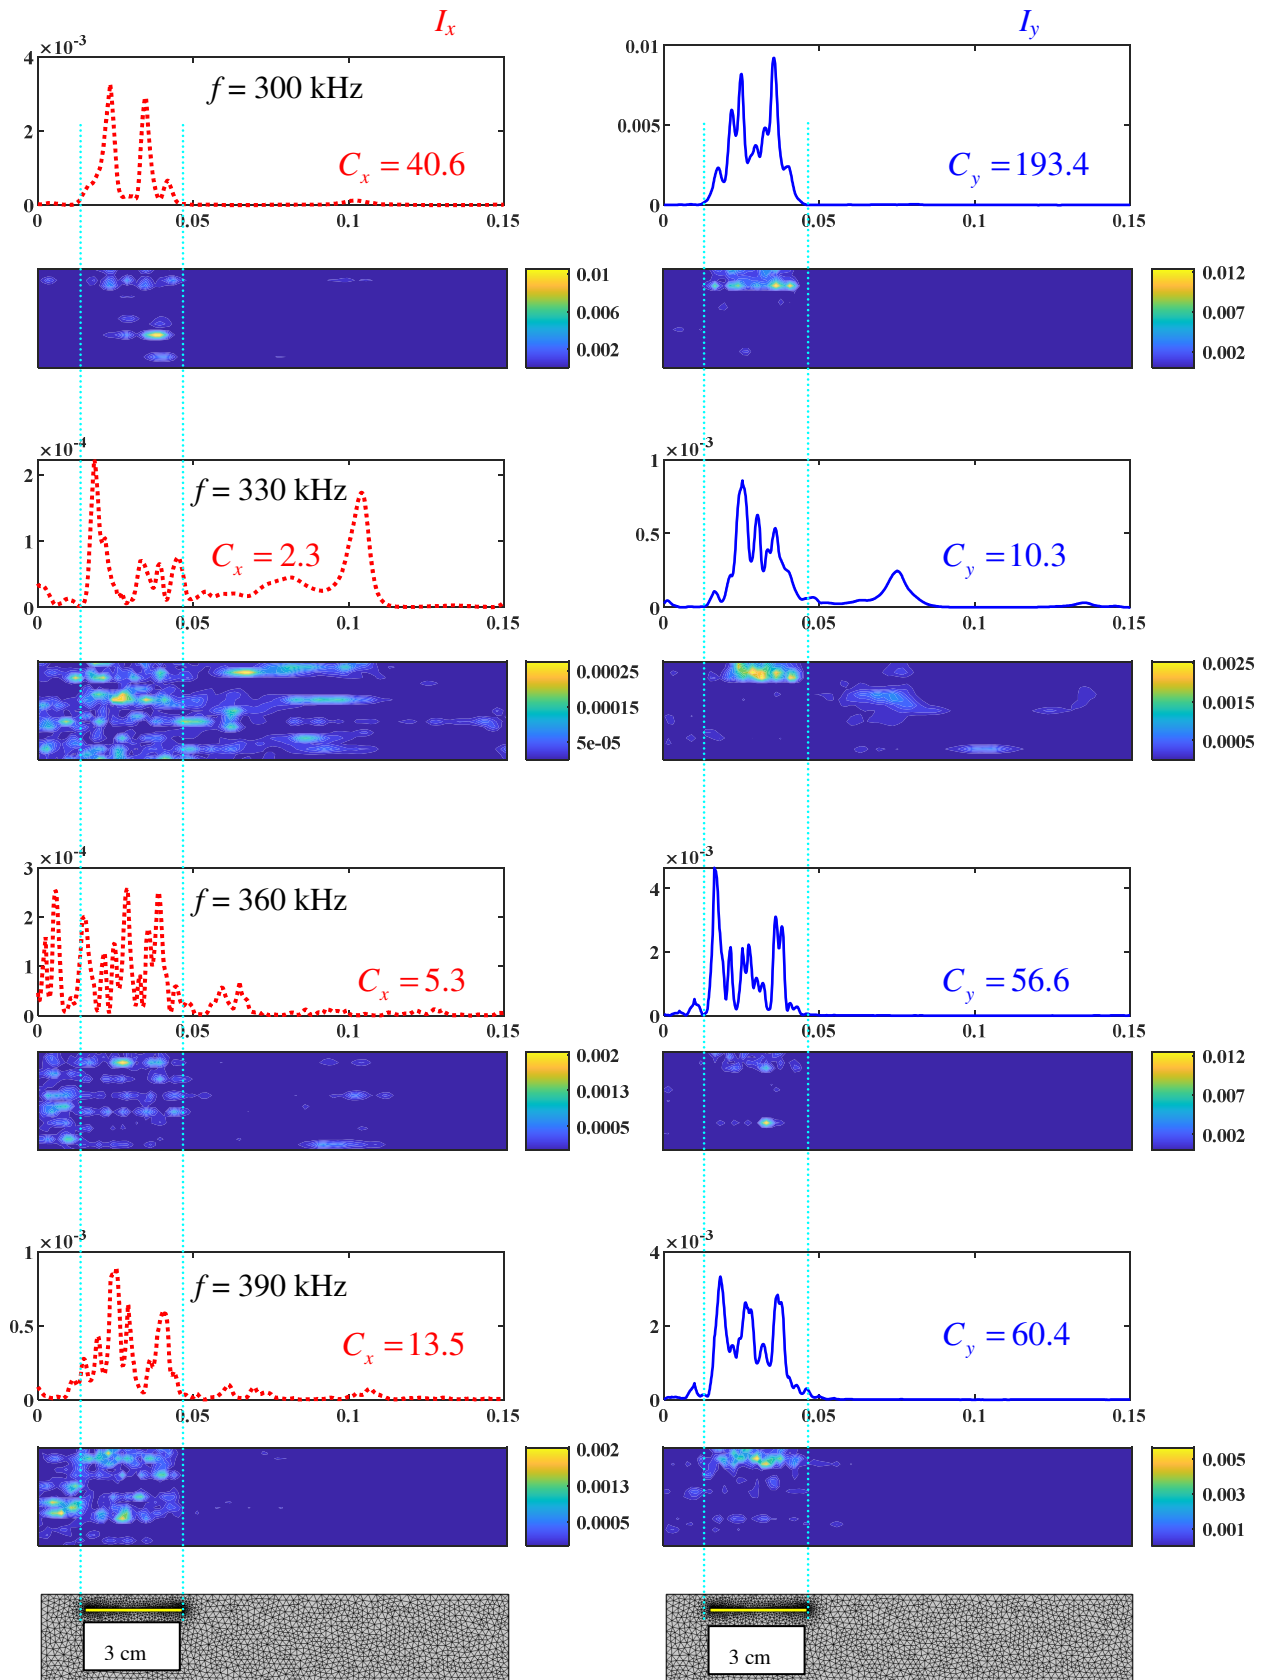 I_x I_y
×10^-3
f = 300 kHz
C_x = 40.6
4
2
0
0 0.05 0.1 0.15
C_y = 193.4
0.01
0.005
0
0 0.05 0.1 0.15
0.01
0.006
0.002
0.012
0.007
0.002
×10^-4
f = 330 kHz
C_x = 2.3
2
1
0
0 0.05 0.1 0.15
×10^-3
C_y = 10.3
1
0.5
0
0 0.05 0.1 0.15
0.00025
0.00015
5e-05
0.0025
0.0015
0.0005
×10^-4
f = 360 kHz
C_x = 5.3
3
2
1
0
0 0.05 0.1 0.15
×10^-3
C_y = 56.6
4
2
0
0 0.05 0.1 0.15
0.002
0.0013
0.0005
0.012
0.007
0.002
×10^-3
f = 390 kHz
C_x = 13.5
1
0.5
0
0 0.05 0.1 0.15
×10^-3
C_y = 60.4
4
2
0
0 0.05 0.1 0.15
0.002
0.0013
0.0005
0.005
0.003
0.001
3 cm
3 cm